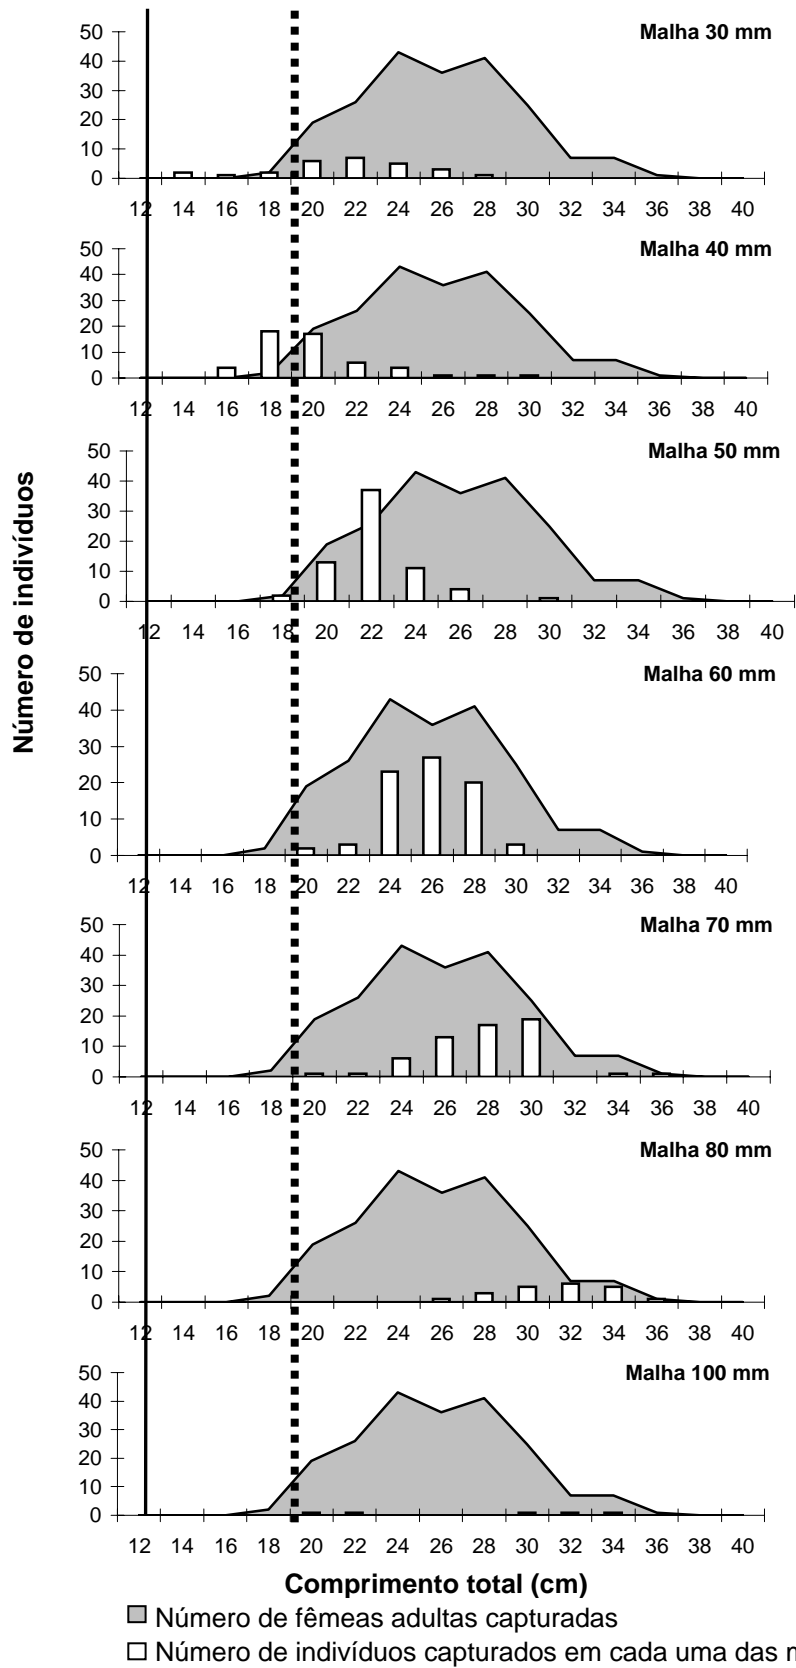 Número de indivíduos
Malha 30 mm
50
40
30
20
10
0
12 14 16 18 20 22 24 26 28 30 32 34 36 38 40
Malha 40 mm
50
40
30
20
10
0
12 14 16 18 20 22 24 26 28 30 32 34 36 38 40
Malha 50 mm
50
40
30
20
10
0
12 14 16 18 20 22 24 26 28 30 32 34 36 38 40
Malha 60 mm
50
40
30
20
10
0
12 14 16 18 20 22 24 26 28 30 32 34 36 38 40
Malha 70 mm
50
40
30
20
10
0
12 14 16 18 20 22 24 26 28 30 32 34 36 38 40
Malha 80 mm
50
40
30
20
10
0
12 14 16 18 20 22 24 26 28 30 32 34 36 38 40
Malha 100 mm
50
40
30
20
10
0
12 14 16 18 20 22 24 26 28 30 32 34 36 38 40
Comprimento total (cm)
Número de fêmeas adultas capturadas
Número de indivíduos capturados em cada uma das